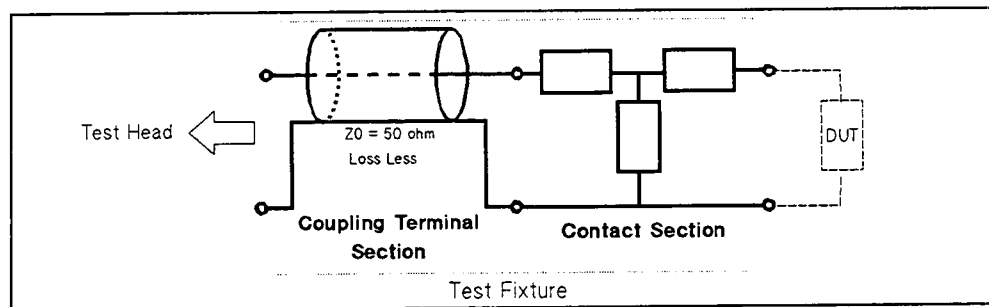 Test Head
Z0 = 50 ohm
Loss Less
DUT
Coupling Terminal
Section
Contact Section
Test Fixture